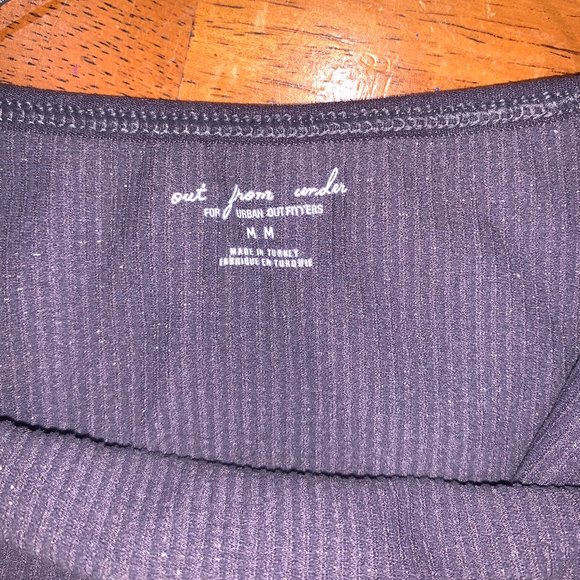 out from under
FOR URBAN OUTFITTERS
M. M
MADE IN TURKEY
FABRIQUE EN TURQUIE